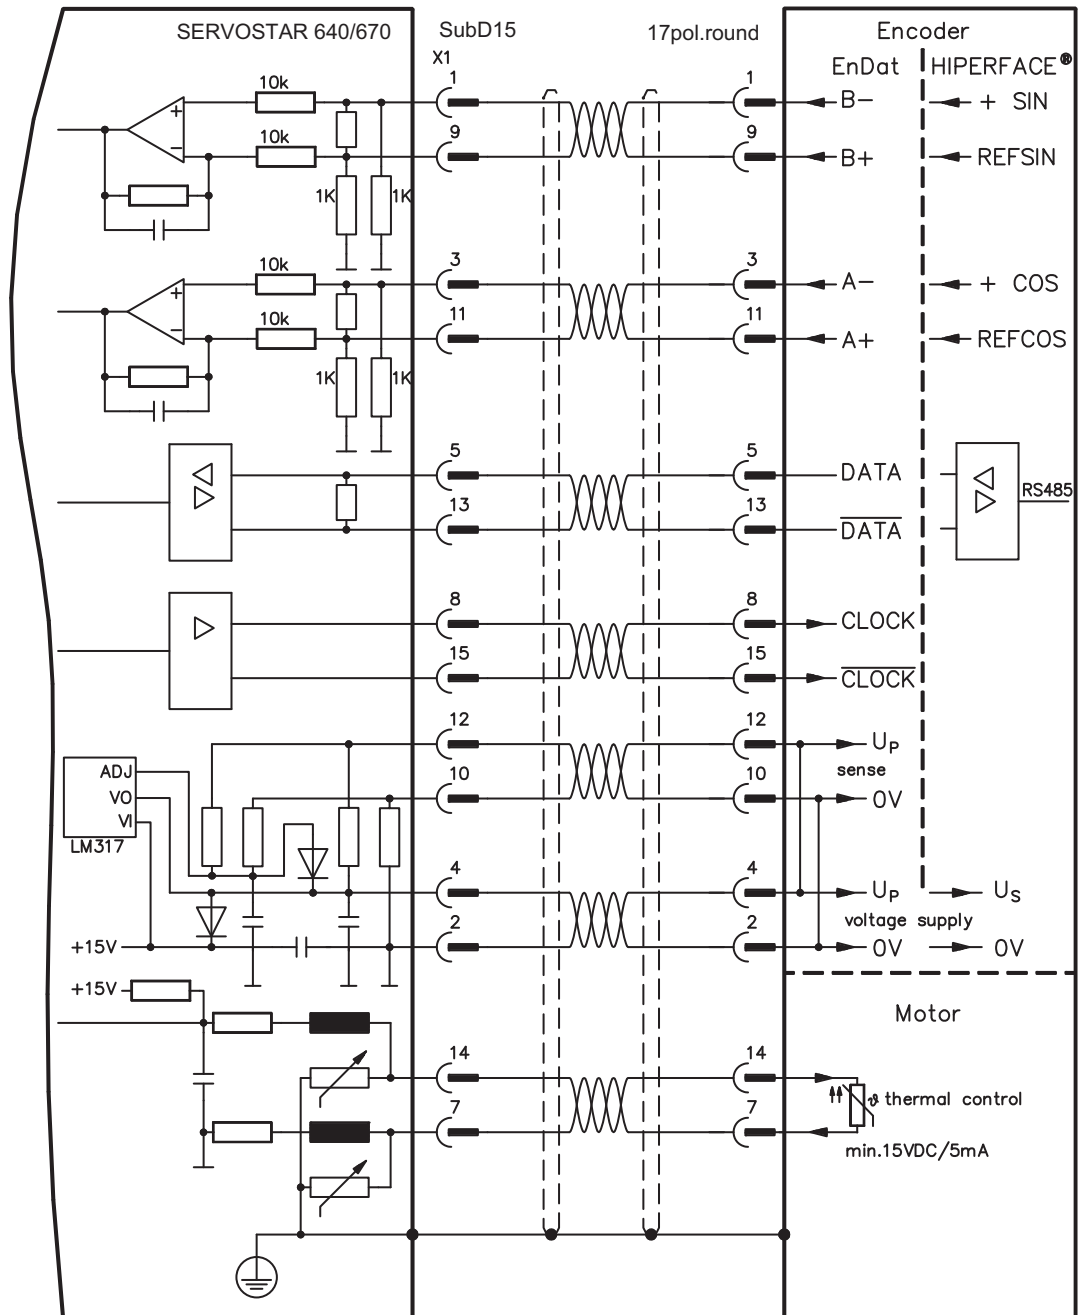 SERVOSTAR 640/670 SubD15 17pol.round Encoder
X1 EnDat HIPERFACE®
10k 1 1 B- + SIN
+
10k 9 9 B+ REFSIN
-
1K 1K
10k 3 3 A- + COS
+
10k 11 11 A+ REFCOS
-
1K 1K
5 5 DATA
RS485
13 13 DATA
8 8 CLOCK
15 15 CLOCK
12 12 UP
ADJ sense
VO 10 10 0V
VI
LM317
4 4 UP US
voltage supply
+15V 2 2 0V 0V
+15V
Motor
14 14
ϑ thermal control
7 7
min.15VDC/5mA